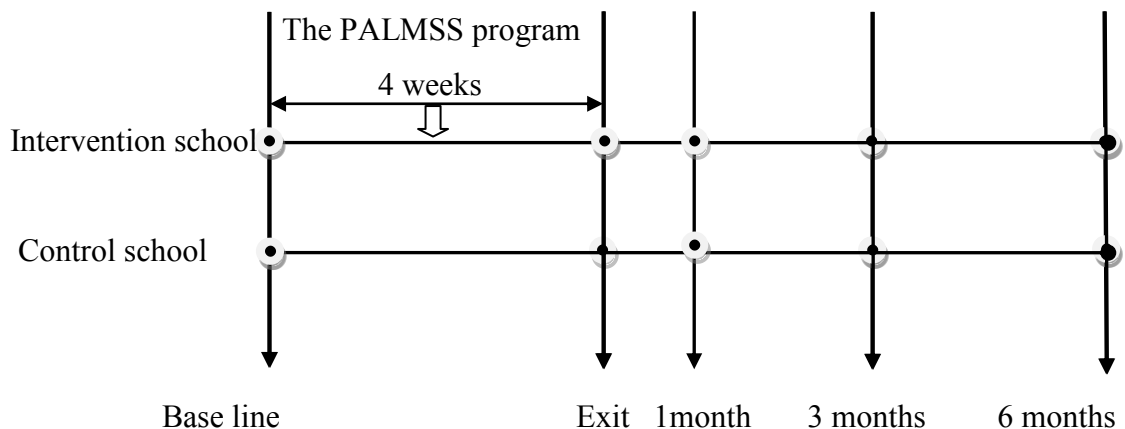 The PALMSS program
4 weeks
Intervention school
Control school
Base line
Exit
1month
3 months
6 months